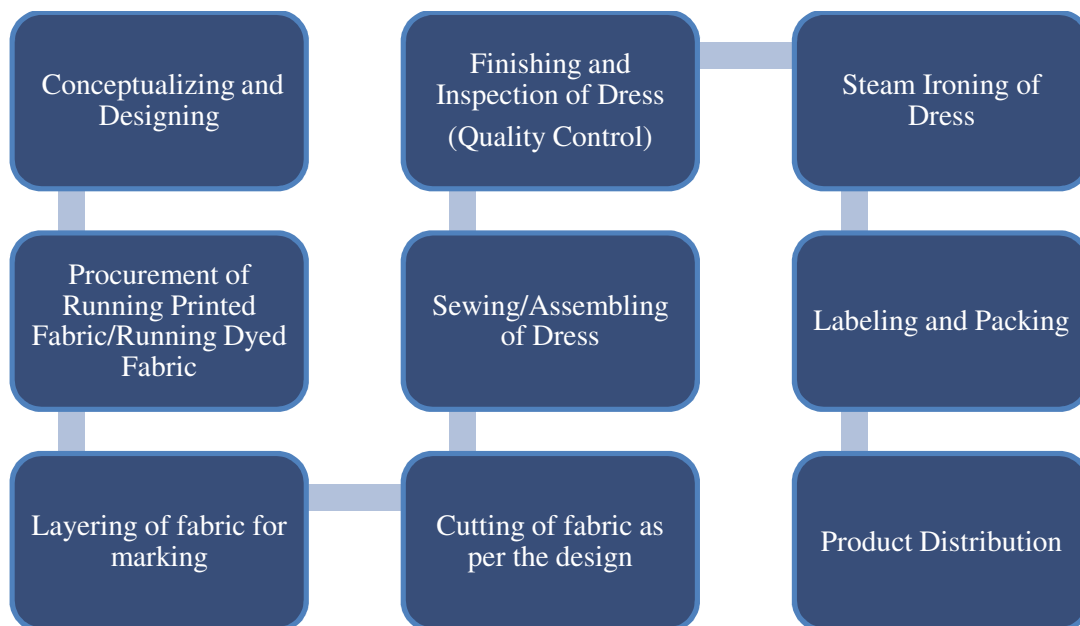 Conceptualizing and
Designing
Procurement of
Running Printed
Fabric/Running Dyed
Fabric
Layering of fabric for
marking
Cutting of fabric as
per the design
Sewing/Assembling
of Dress
Finishing and
Inspection of Dress
(Quality Control)
Steam Ironing of
Dress
Labeling and Packing
Product Distribution